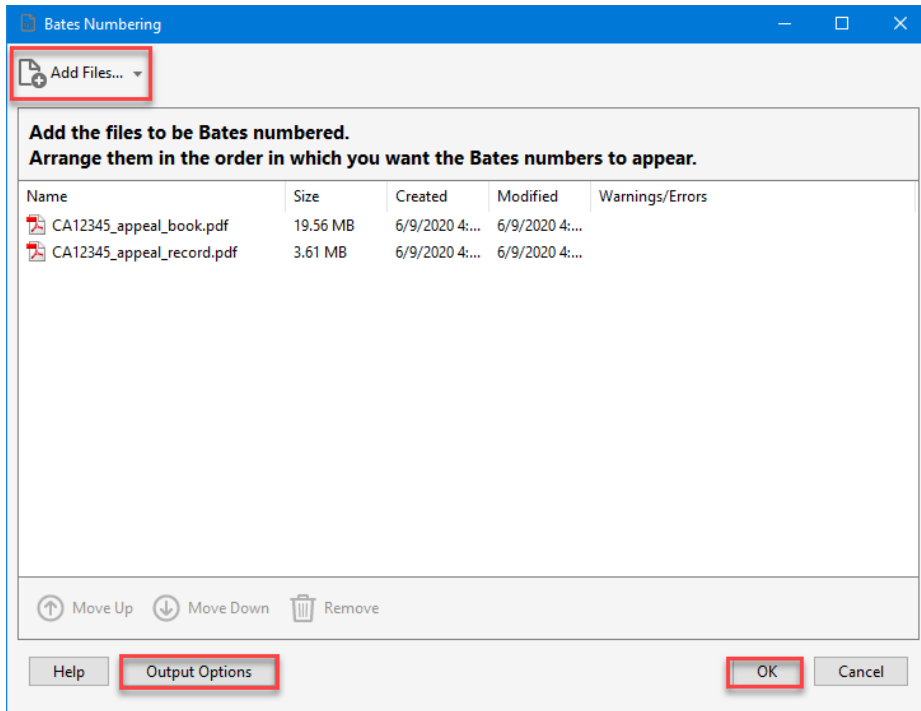 Bates Numbering
Add Files...
Add the files to be Bates numbered.
Arrange them in the order in which you want the Bates numbers to appear.
Name Size Created Modified Warnings/Errors
CA12345_appeal_book.pdf 19.56 MB 6/9/2020 4:... 6/9/2020 4:...
CA12345_appeal_record.pdf 3.61 MB 6/9/2020 4:... 6/9/2020 4:...
Move Up Move Down Remove
Help Output Options OK Cancel